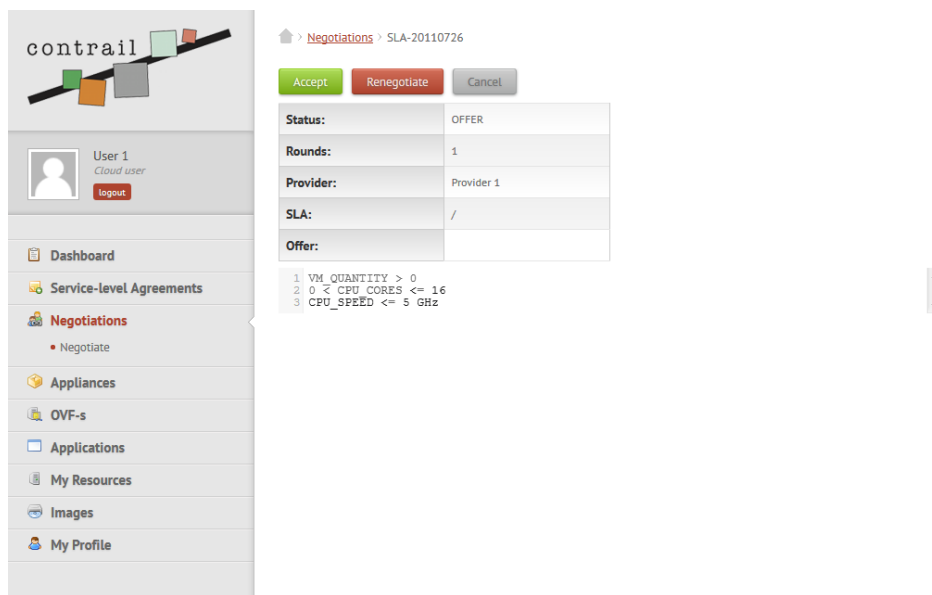 contrail
User 1
Cloud user
logout
Dashboard
Service-level Agreements
Negotiations
Negotiate
Appliances
OVF-s
Applications
My Resources
Images
My Profile
> Negotiations > SLA-20110726
Accept Renegotiate Cancel
Status: OFFER
Rounds: 1
Provider: Provider 1
SLA: /
Offer:
1 VM_QUANTITY > 0
2 0 < CPU_CORES <= 16
3 CPU_SPEED <= 5 GHz